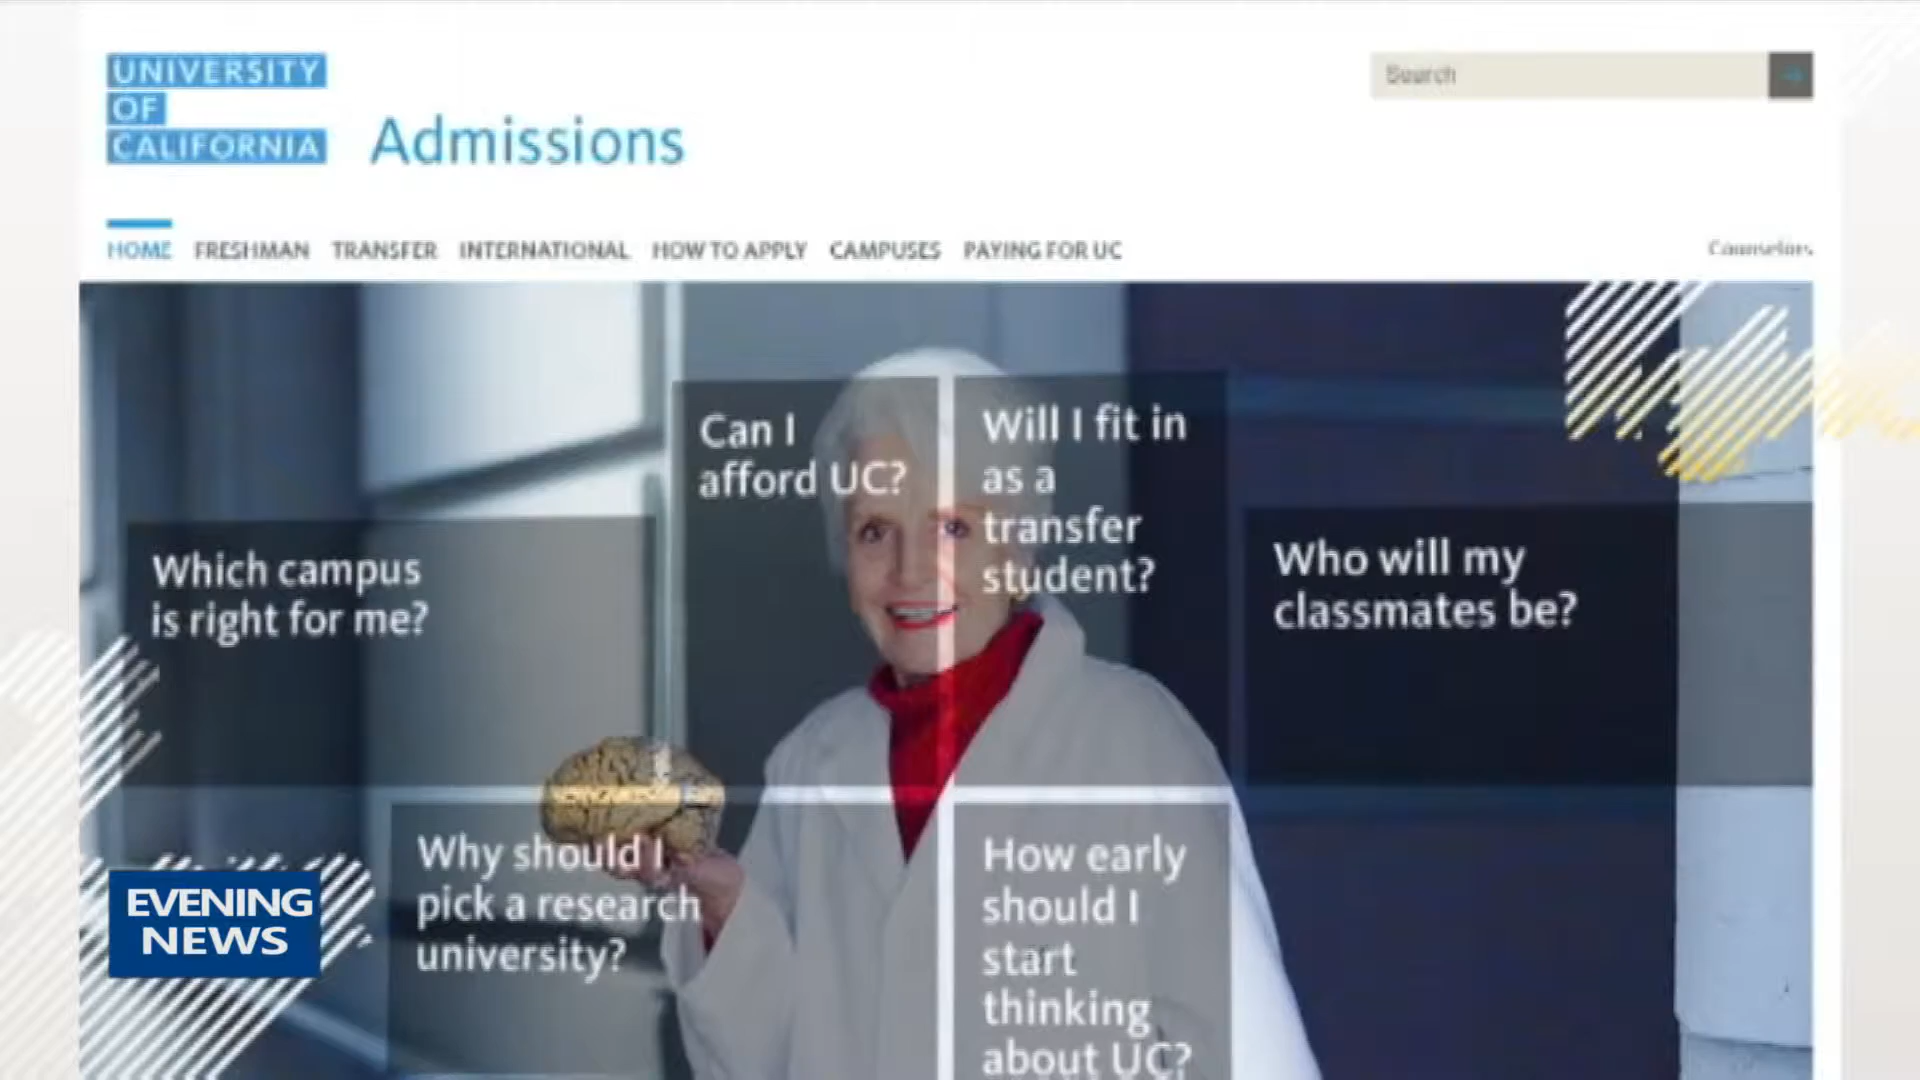 UNIVERSITY
OF
CALIFORNIA
Admissions
Search
HOME FRESHMAN TRANSFER INTERNATIONAL HOW TO APPLY CAMPUSES PAYING FOR UC
Counselors
Can I
afford UC?
Will I fit in
as a
transfer
student?
Which campus
is right for me?
Who will my
classmates be?
Why should I
pick a research
university?
How early
should I
start
thinking
about UC?
EVENING
NEWS